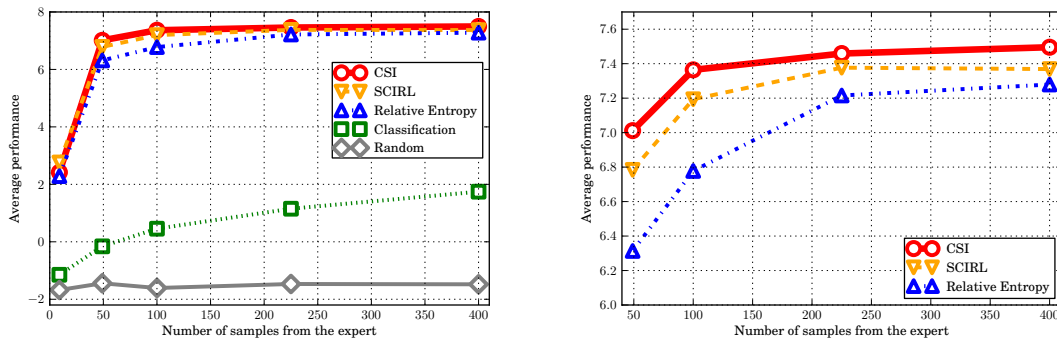 8
6
4
2
0
−2
0
50
100
150
200
250
300
350
400
Average performance
Number of samples from the expert
CSI
SCIRL
Relative Entropy
Classification
Random
7.6
7.4
7.2
7.0
6.8
6.6
6.4
6.2
6.0
50
100
150
200
250
300
350
400
Average performance
Number of samples from the expert
CSI
SCIRL
Relative Entropy